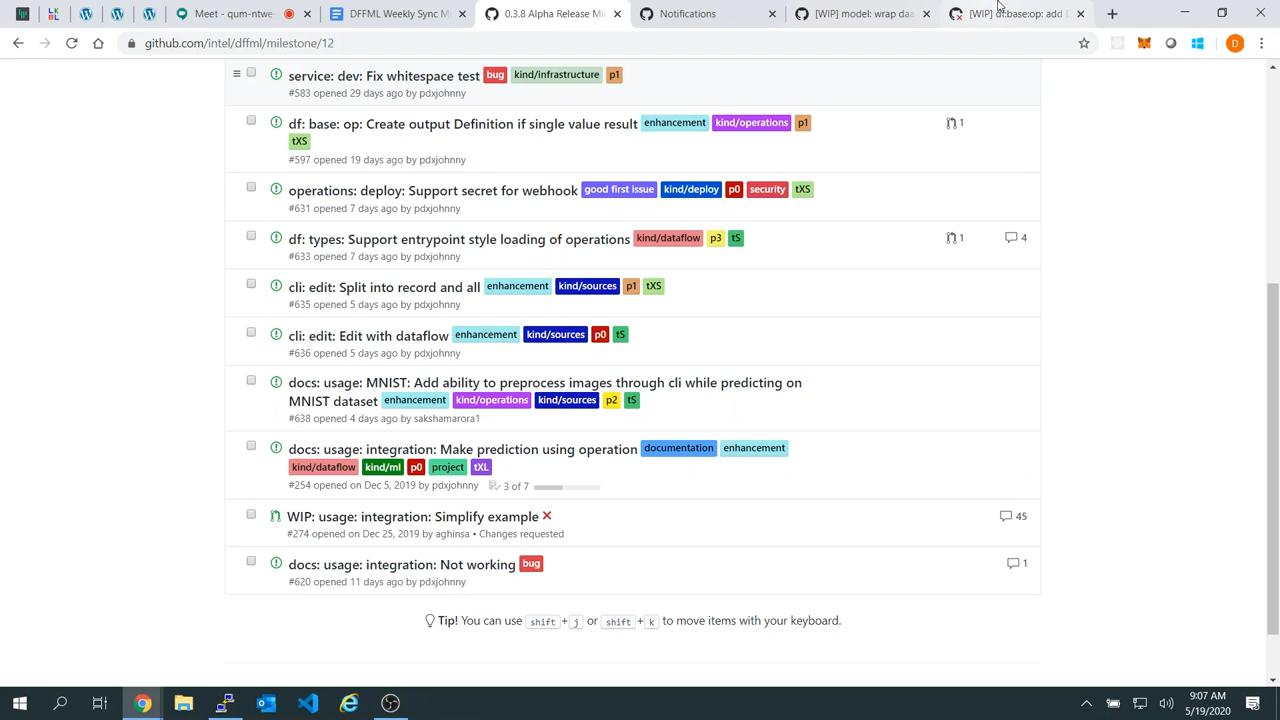 Meet - qum-ntwe
DFFML Weekly Sync M
0.3.8 Alpha Release Mi
Notifications
[WIP] model: wrap daa
[WIP] df:base:op: add D
github.com/intel/dffml/milestone/12
D
service: dev: Fix whitespace test bug kind/infrastructure p1
#583 opened 29 days ago by pdxjohnny
df: base: op: Create output Definition if single value result enhancement kind/operations p1
1
tXS
#597 opened 19 days ago by pdxjohnny
operations: deploy: Support secret for webhook good first issue kind/deploy p0 security tXS
#631 opened 7 days ago by pdxjohnny
df: types: Support entrypoint style loading of operations kind/dataflow p3 tS
1
4
#633 opened 7 days ago by pdxjohnny
cli: edit: Split into record and all enhancement kind/sources p1 tXS
#635 opened 5 days ago by pdxjohnny
cli: edit: Edit with dataflow enhancement kind/sources p0 tS
#636 opened 5 days ago by pdxjohnny
docs: usage: MNIST: Add ability to preprocess images through cli while predicting on
MNIST dataset enhancement kind/operations kind/sources p2 tS
#638 opened 4 days ago by sakshamarora1
docs: usage: integration: Make prediction using operation documentation enhancement
kind/dataflow kind/ml p0 project tXL
#254 opened on Dec 5, 2019 by pdxjohnny 3 of 7
WIP: usage: integration: Simplify example
45
#274 opened on Dec 25, 2019 by aghinsa • Changes requested
docs: usage: integration: Not working bug
1
#620 opened 11 days ago by pdxjohnny
Tip! You can use shift+j or shift+k to move items with your keyboard.
9:07 AM
5/19/2020